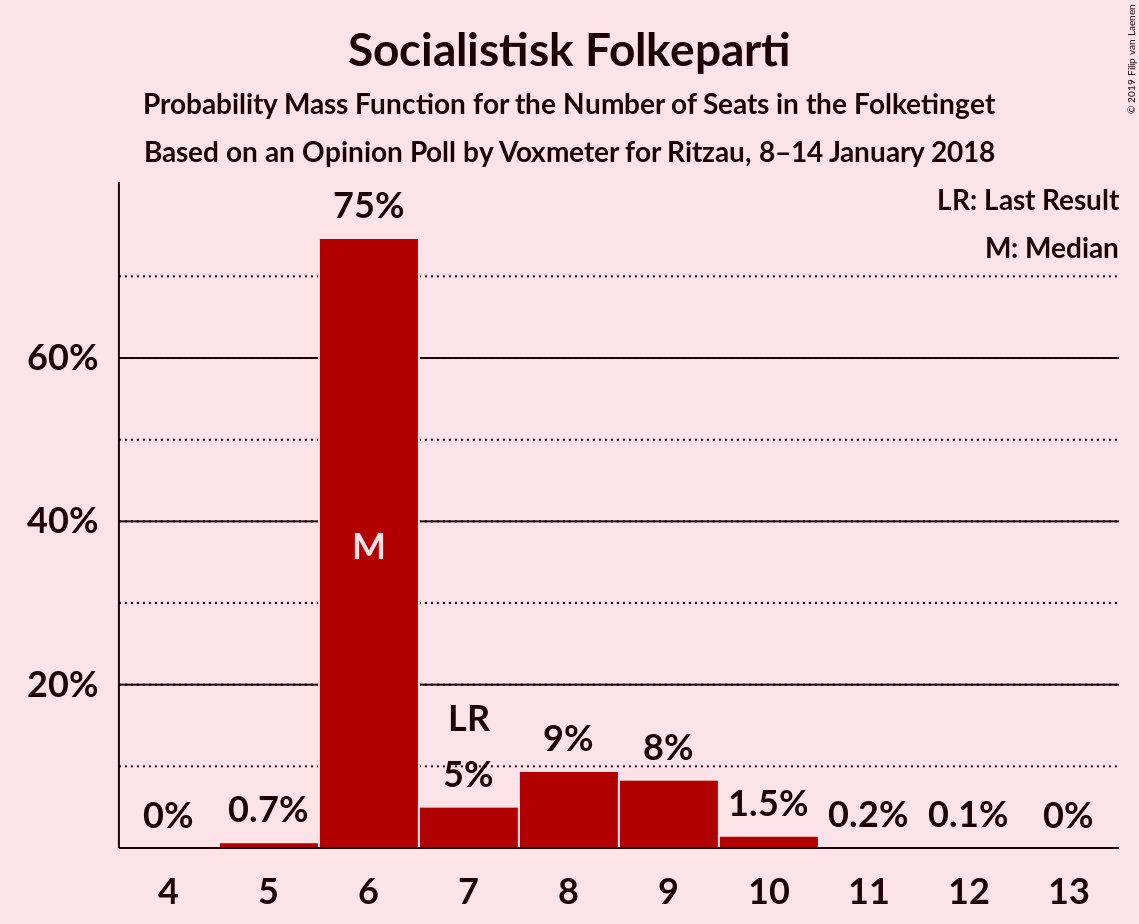 Socialistisk Folkeparti
Probability Mass Function for the Number of Seats in the Folketinget
Based on an Opinion Poll by Voxmeter for Ritzau, 8–14 January 2018
© 2019 Filip van Laenen
LR: Last Result
M: Median
60%
40%
20%
0%
0.7%
75%
M
LR
5%
9%
8%
1.5%
0.2%
0.1%
0%
4 5 6 7 8 9 10 11 12 13